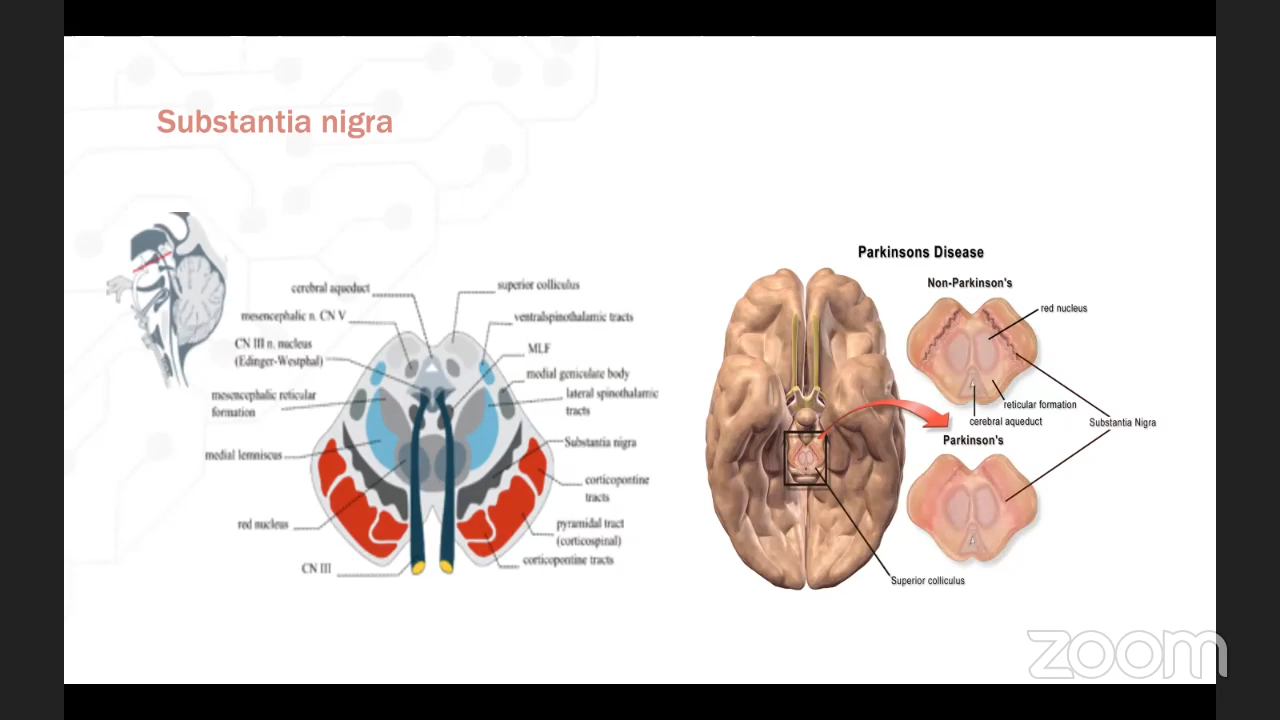 Substantia nigra
cerebral aqueduct
mesencephalic n. CN V
CN III n. nucleus
(Edinger-Westphal)
mesencephalic reticular
formation
medial lemniscus
red nucleus
CN III
superior colliculus
ventralspinothalamic tracts
MLF
medial geniculate body
lateral spinothalamic
tracts
Substantia nigra
corticopontine
tracts
pyramidal tract
(corticospinal)
corticopontine tracts
Parkinsons Disease
Non-Parkinson's
red nucleus
reticular formation
cerebral aqueduct
Substantia Nigra
Parkinson's
Superior colliculus
zoom